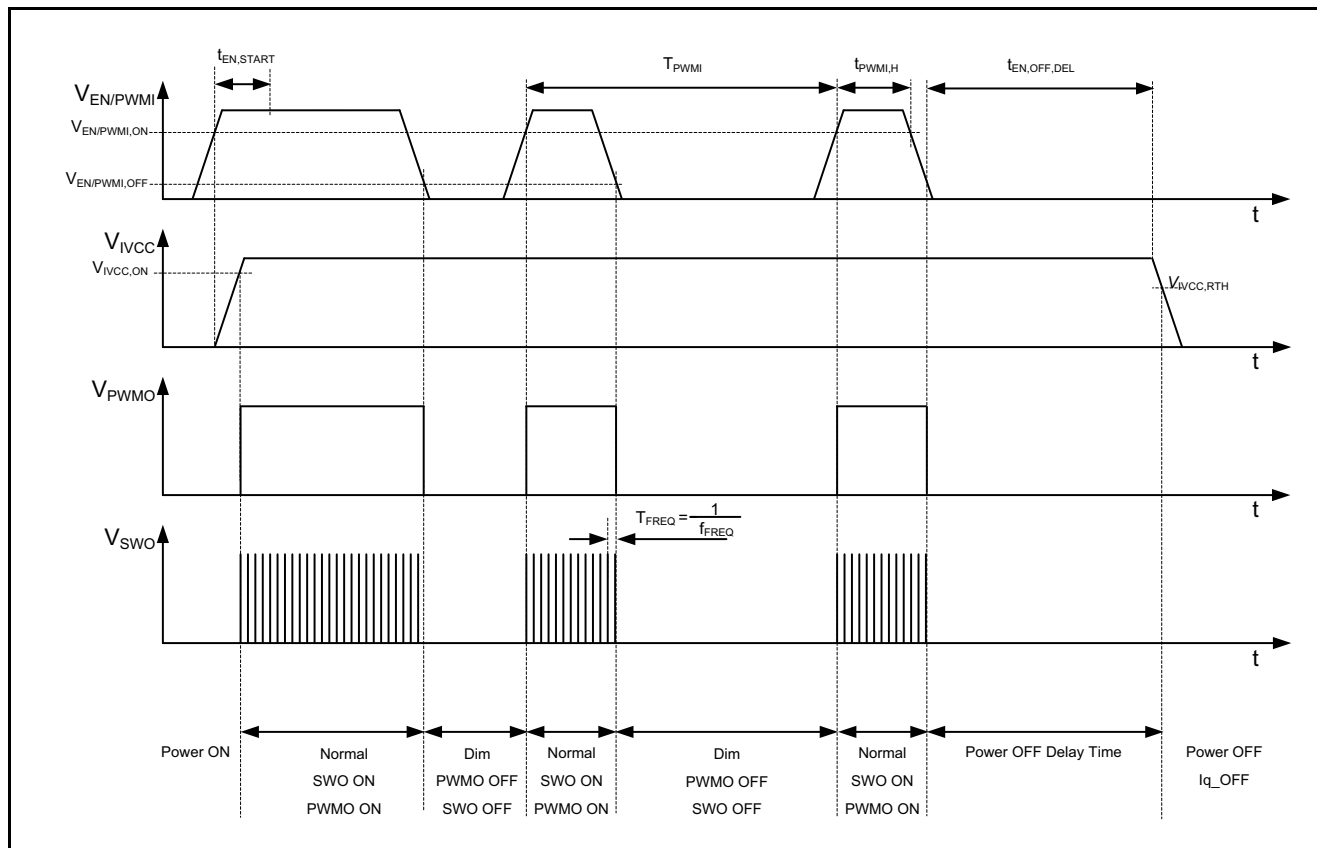 tEN,START
TPWMI
tPWMI,H
tEN,OFF,DEL
VEN/PWMI
VEN/PWMI,ON
VEN/PWMI,OFF
t
VIVCC
VIVCC,ON
VIVCC,RTH
t
VPWMO
t
TFREQ = 1
fFREQ
VSWO
t
Power ON
Normal
SWO ON
PWMO ON
Dim
PWMO OFF
SWO OFF
Normal
SWO ON
PWMO ON
Dim
PWMO OFF
SWO OFF
Normal
SWO ON
PWMO ON
Power OFF Delay Time
Power OFF
Iq_OFF